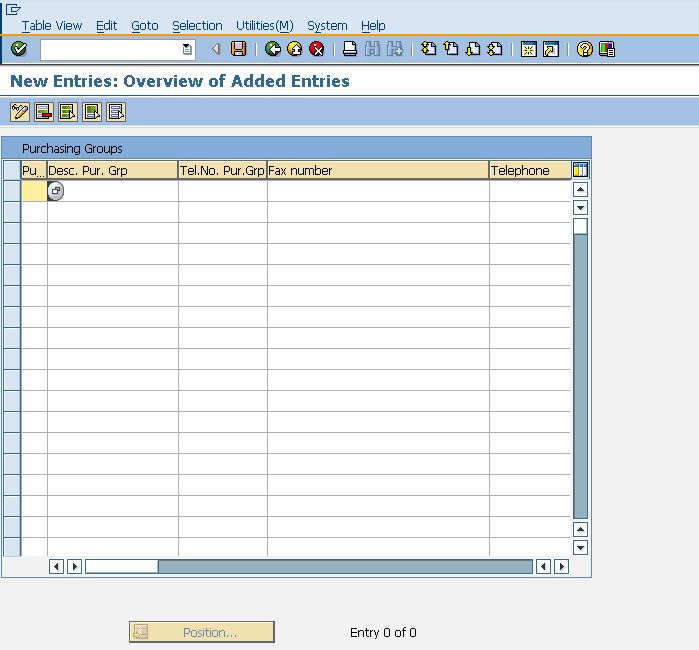 Table View Edit Goto Selection Utilities(M) System Help
New Entries: Overview of Added Entries
Purchasing Groups
Pu... Desc. Pur. Grp Tel.No. Pur.Grp Fax number Telephone
Position... Entry 0 of 0